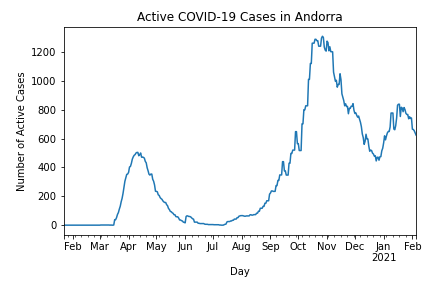 Active COVID-19 Cases in Andorra
Number of Active Cases
1200
1000
800
600
400
200
0
Feb Mar Apr May Jun Jul Aug Sep Oct Nov Dec Jan Feb
2021
Day